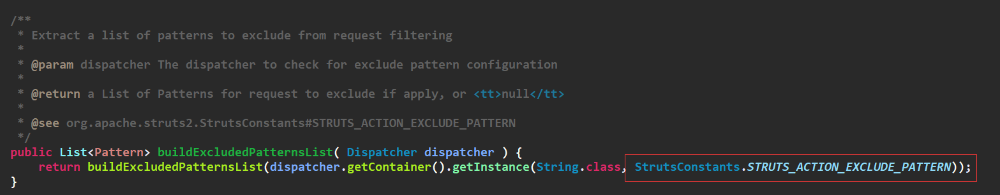 /**
 * Extract a list of patterns to exclude from request filtering
 *
 * @param dispatcher The dispatcher to check for exclude pattern configuration
 *
 * @return a List of Patterns for request to exclude if apply, or <tt>null</tt>
 *
 * @see org.apache.struts2.StrutsConstants#STRUTS_ACTION_EXCLUDE_PATTERN
 */
public List<Pattern> buildExcludedPatternsList( Dispatcher dispatcher ) {
    return buildExcludedPatternsList(dispatcher.getContainer().getInstance(String.class, StrutsConstants.STRUTS_ACTION_EXCLUDE_PATTERN));
}